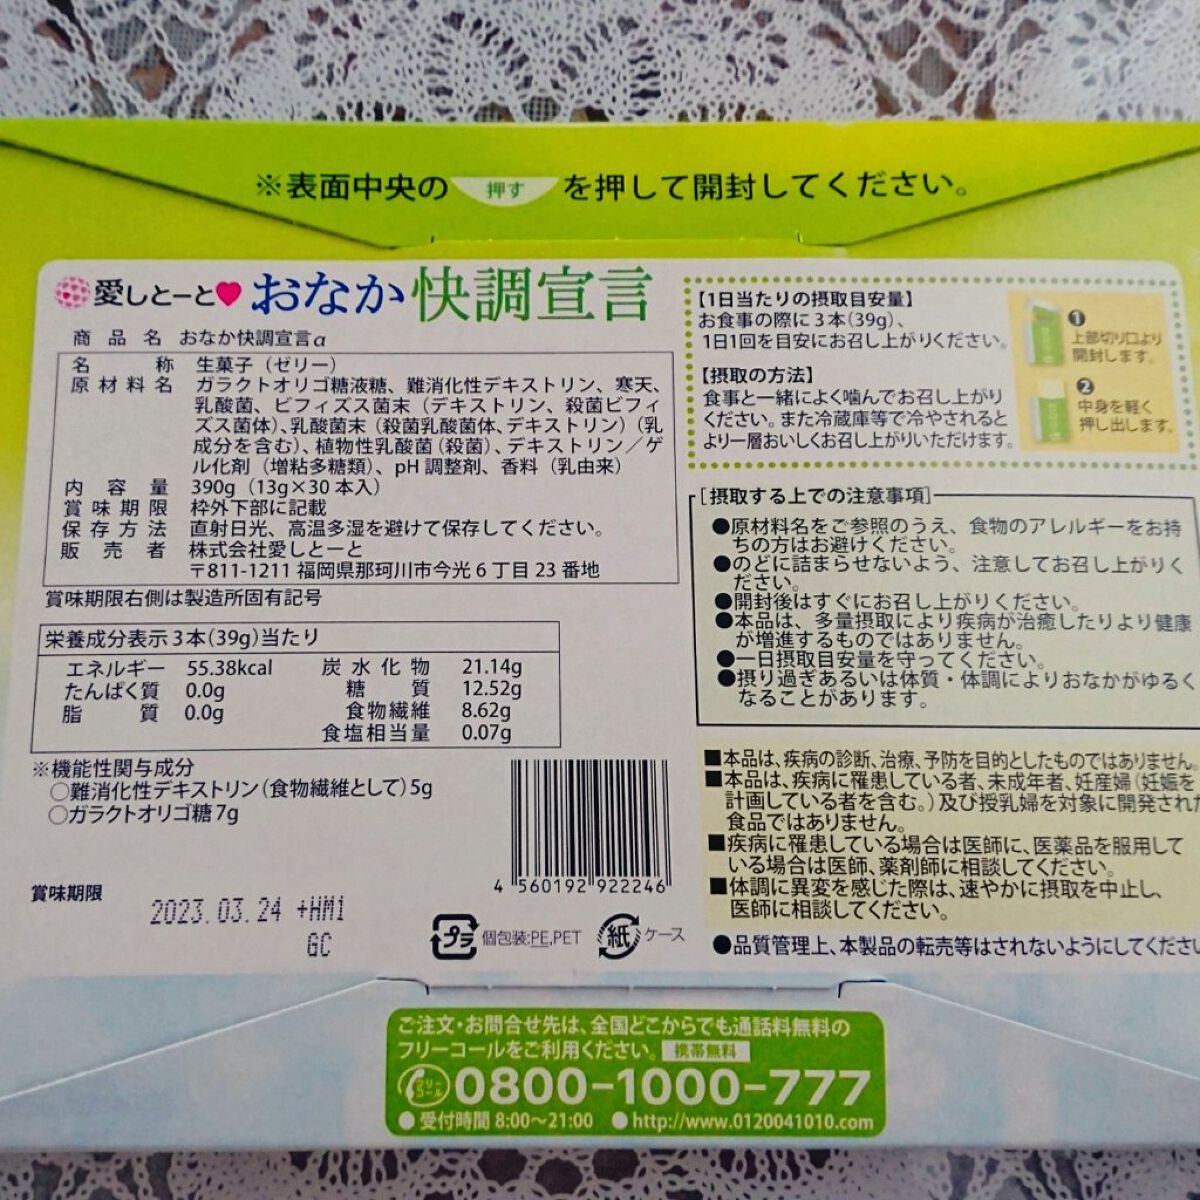 ※表面中央の 押す を押して開封してください。
愛しとーと♥おなか快調宣言
商品名 おなか快調宣言α
名称 生菓子(ゼリー)
原材料名 ガラクトオリゴ糖液糖、難消化性デキストリン、寒天、
乳酸菌、ビフィズス菌末(デキストリン、殺菌ビフィ
ズス菌体)、乳酸菌末(殺菌乳酸菌体、デキストリン)(乳
成分を含む)、植物性乳酸菌(殺菌)、デキストリン/ゲ
ル化剤(増粘多糖類)、pH調整剤、香料(乳由来)
内容量 390g(13g×30本入)
賞味期限 枠外下部に記載
保存方法 直射日光、高温多湿を避けて保存してください。
販売者 株式会社愛しとーと
〒811-1211 福岡県那珂川市今光6丁目23番地
賞味期限右側は製造所固有記号
栄養成分表示3本(39g)当たり
エネルギー 55.38kcal 炭水化物 21.14g
たんぱく質 0.0g 糖質 12.52g
脂質 0.0g 食物繊維 8.62g
食塩相当量 0.07g
※機能性関与成分
○難消化性デキストリン(食物繊維として)5g
○ガラクトオリゴ糖7g
4 560192 922246
賞味期限 2023.03.24 +HM1
GC
プラ 個包装:PE,PET 紙 ケース
【1日当たりの摂取目安量】
お食事の際に3本(39g)、
1日1回を目安にお召し上がりください。
【摂取の方法】
食事と一緒によく噛んでお召し上がり
ください。また冷蔵庫等で冷やされると
より一層おいしくお召し上がりいただけます。
❶
上部切り口より
開封します。
❷
中身を軽く
押し出します。
[摂取する上での注意事項]
●原材料名をご参照のうえ、食物のアレルギーをお持
ちの方はお避けください。
●のどに詰まらせないよう、注意してお召し上がりく
ださい。
●開封後はすぐにお召し上がりください。
●本品は、多量摂取により疾病が治癒したりより健康
が増進するものではありません。
●一日摂取目安量を守ってください。
●摂り過ぎあるいは体質・体調によりおなかがゆるく
なることがあります。
■本品は、疾病の診断、治療、予防を目的としたものではありません。
■本品は、疾病に罹患している者、未成年者、妊産婦(妊娠を
計画している者を含む。)及び授乳婦を対象に開発された
食品ではありません。
■疾病に罹患している場合は医師に、医薬品を服用して
いる場合は医師、薬剤師に相談してください。
■体調に異変を感じた際は、速やかに摂取を中止し、
医師に相談してください。
●品質管理上、本製品の転売等はされないようにしてくださ
ご注文・お問合せ先は、全国どこからでも通話料無料の
フリーコールをご利用ください。 携帯無料
フリーコール 0800-1000-777
●受付時間 8:00〜21:00 ●http://www.0120041010.com